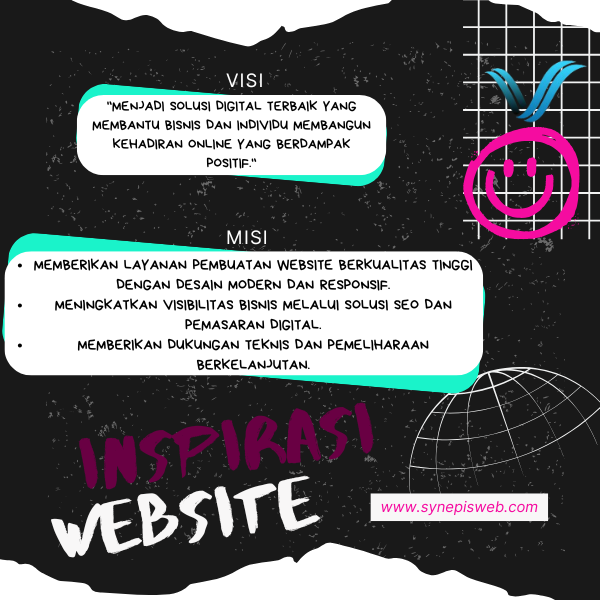 VISI
"MENJADI SOLUSI DIGITAL TERBAIK YANG
MEMBANTU BISNIS DAN INDIVIDU MEMBANGUN
KEHADIRAN ONLINE YANG BERDAMPAK
POSITIF."
MISI
• MEMBERIKAN LAYANAN PEMBUATAN WEBSITE BERKUALITAS TINGGI
DENGAN DESAIN MODERN DAN RESPONSIF.
• MENINGKATKAN VISIBILITAS BISNIS MELALUI SOLUSI SEO DAN
PEMASARAN DIGITAL.
• MEMBERIKAN DUKUNGAN TEKNIS DAN PEMELIHARAAN
BERKELANJUTAN.
INSPIRASI
WEBSITE
www.synepisweb.com